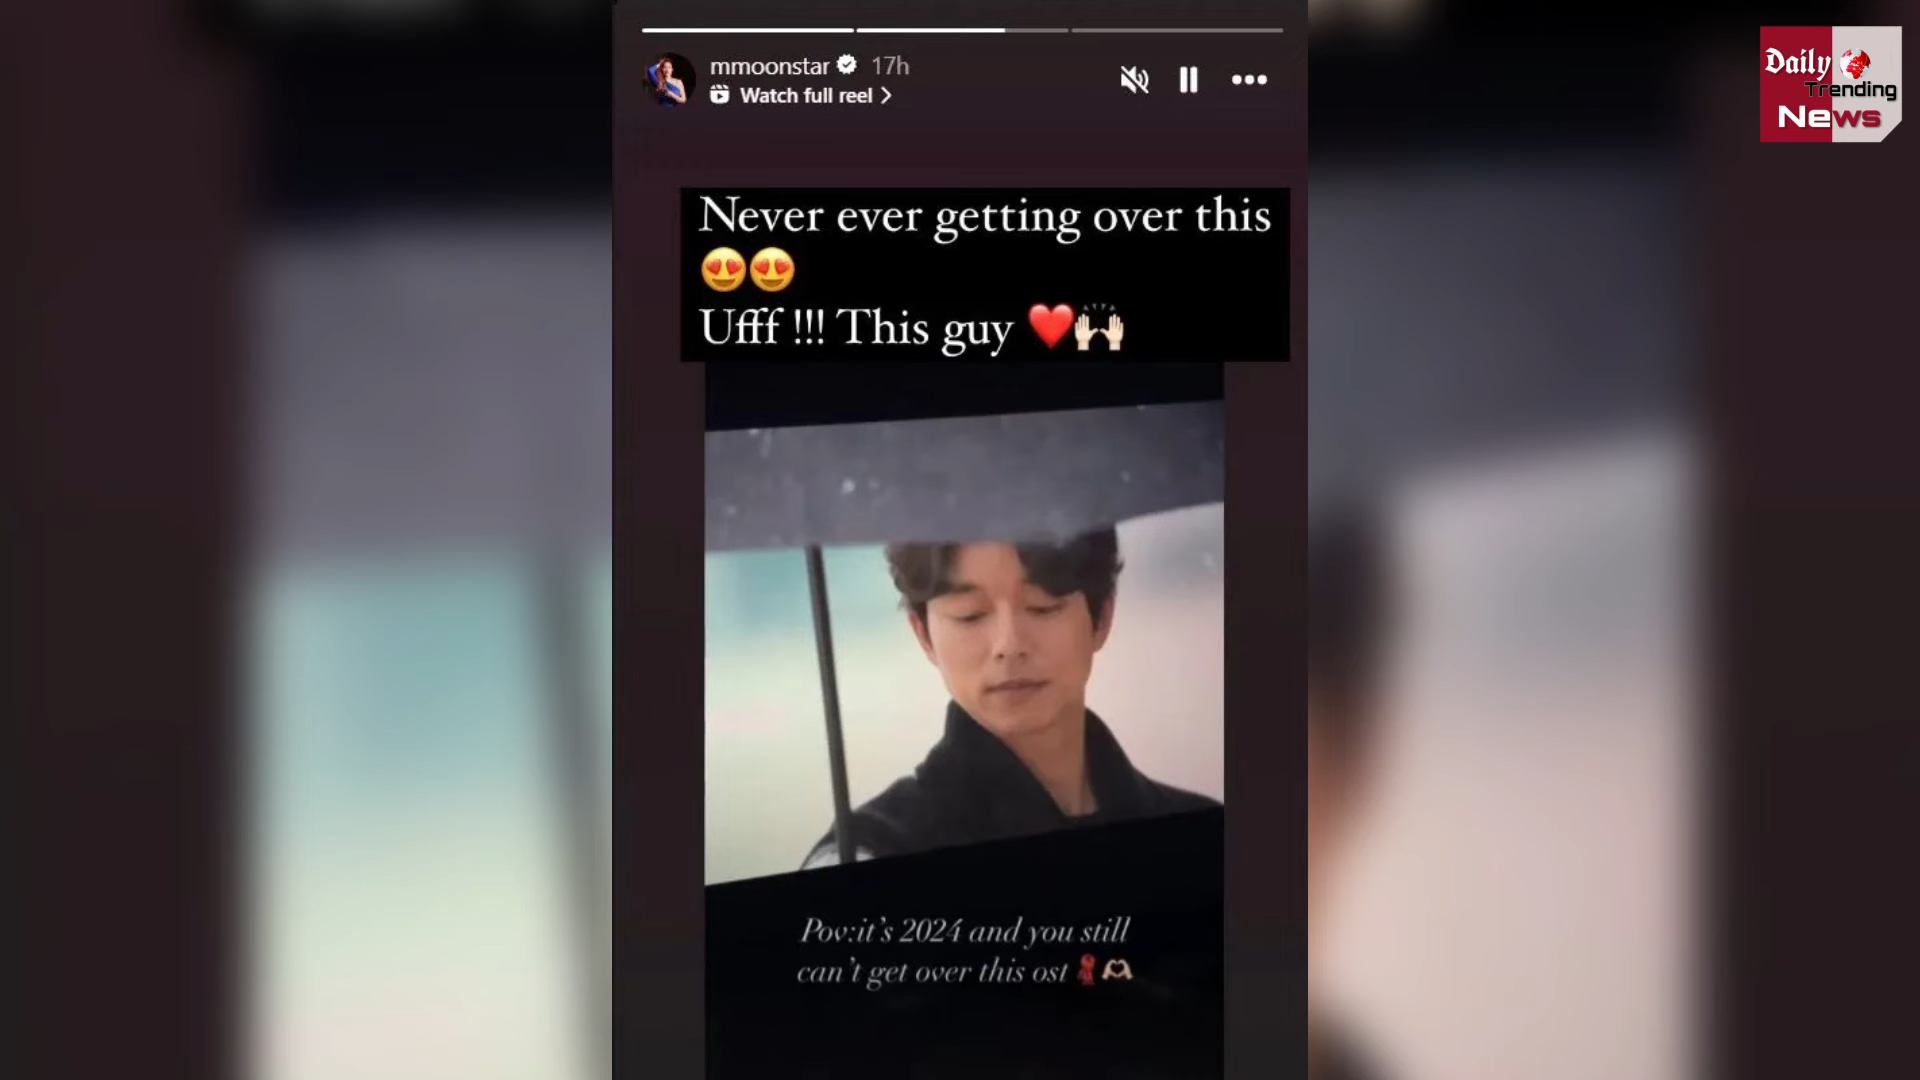 mmoonstar 17h
Watch full reel
Never ever getting over this
😍😍
Ufff !!! This guy ❤️🙌🏻
Pov:it's 2024 and you still
can't get over this ost 🧣🫶🏻
Daily
Trending
News